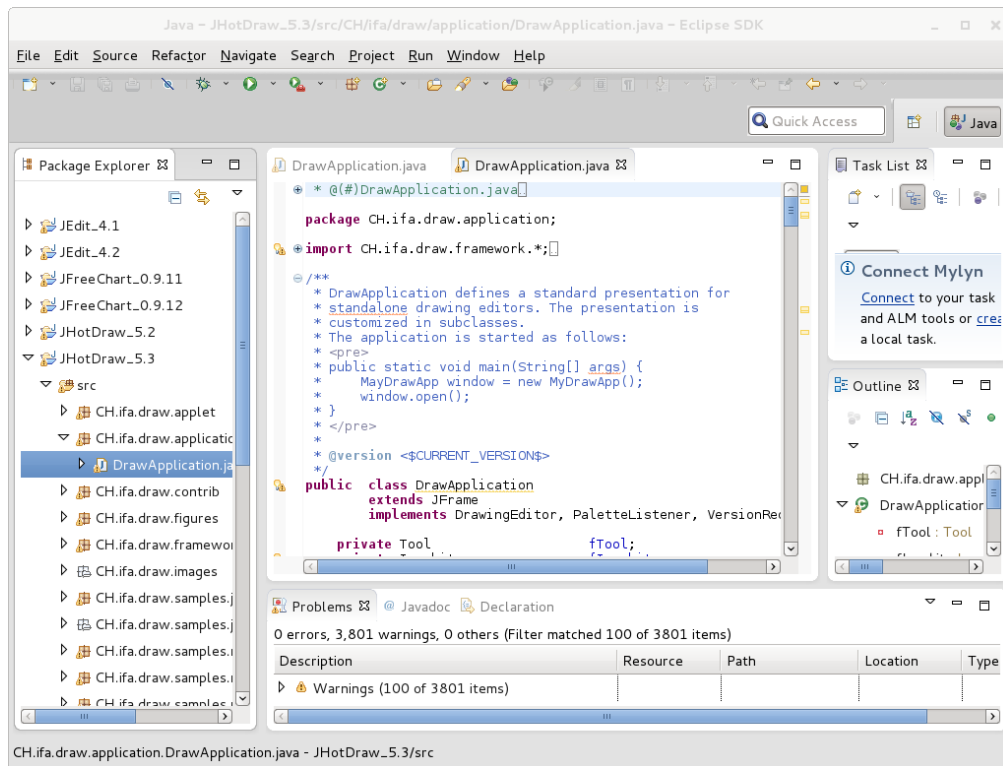 Java – JHotDraw_5.3/src/CH/ifa/draw/application/DrawApplication.java – Eclipse SDK
File Edit Source Refactor Navigate Search Project Run Window Help
Quick Access
Java
Package Explorer
JEdit_4.1
JEdit_4.2
JFreeChart_0.9.11
JFreeChart_0.9.12
JHotDraw_5.2
JHotDraw_5.3
src
CH.ifa.draw.applet
CH.ifa.draw.applicatic
DrawApplication.ja
CH.ifa.draw.contrib
CH.ifa.draw.figures
CH.ifa.draw.framewor
CH.ifa.draw.images
CH.ifa.draw.samples.j
CH.ifa.draw.samples.j
CH.ifa.draw.samples.
CH.ifa.draw.samples.
CH.ifa.draw.samples
DrawApplication.java
DrawApplication.java
* @(#)DrawApplication.java
package CH.ifa.draw.application;
import CH.ifa.draw.framework.*;
/**
* DrawApplication defines a standard presentation for
* standalone drawing editors. The presentation is
* customized in subclasses.
* The application is started as follows:
* <pre>
* public static void main(String[] args) {
*     MayDrawApp window = new MyDrawApp();
*     window.open();
* }
* </pre>
*
* @version <$CURRENT_VERSION$>
*/
public  class DrawApplication
extends JFrame
implements DrawingEditor, PaletteListener, VersionRec
private Tool fTool;
Task List
Connect Mylyn
Connect to your task
and ALM tools or crea
a local task.
Outline
CH.ifa.draw.appl
DrawApplication
fTool : Tool
Problems Javadoc Declaration
0 errors, 3,801 warnings, 0 others (Filter matched 100 of 3801 items)
Description Resource Path Location Type
Warnings (100 of 3801 items)
CH.ifa.draw.application.DrawApplication.java - JHotDraw_5.3/src